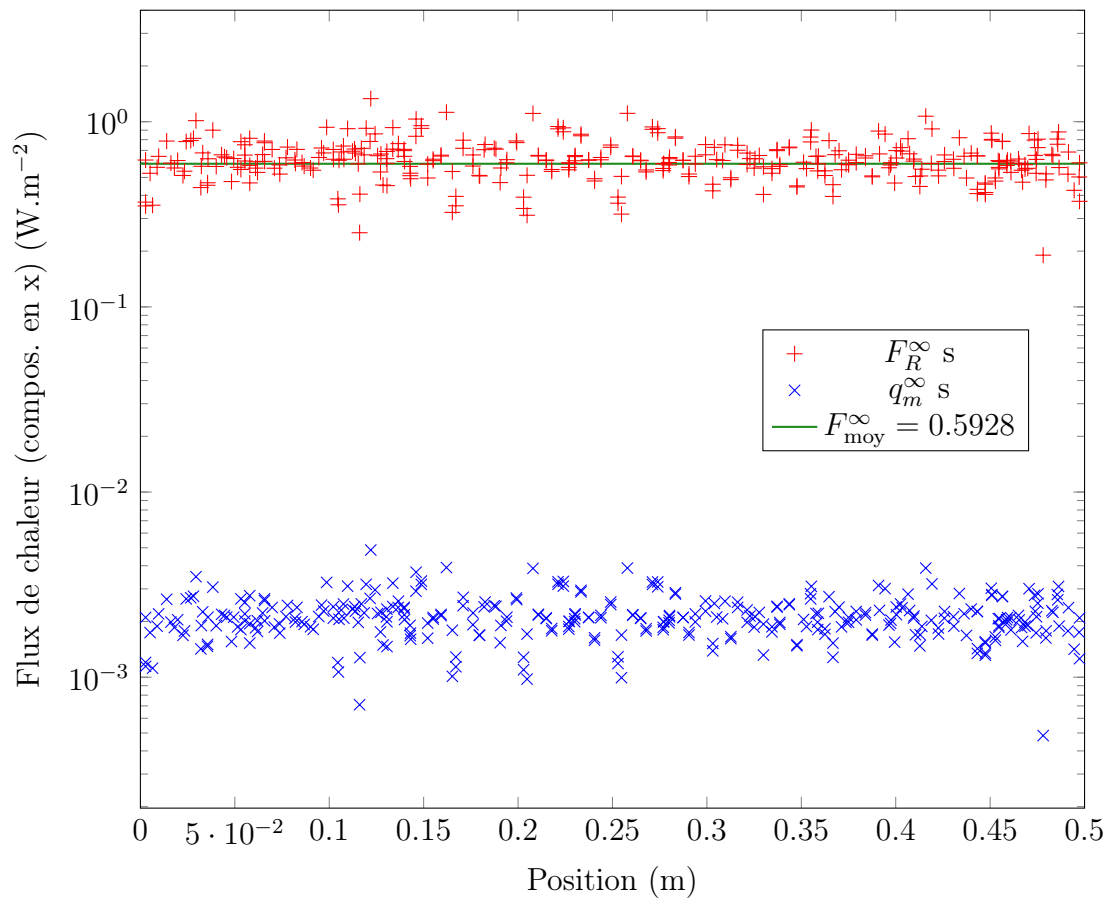 10^0
10^{-1}
10^{-2}
10^{-3}
Flux de chaleur (compos. en x) (W.m^{−2})
F_R^∞ s
q_m^∞ s
F_moy^∞ = 0.5928
0 5 · 10^{-2} 0.1 0.15 0.2 0.25 0.3 0.35 0.4 0.45 0.5
Position (m)